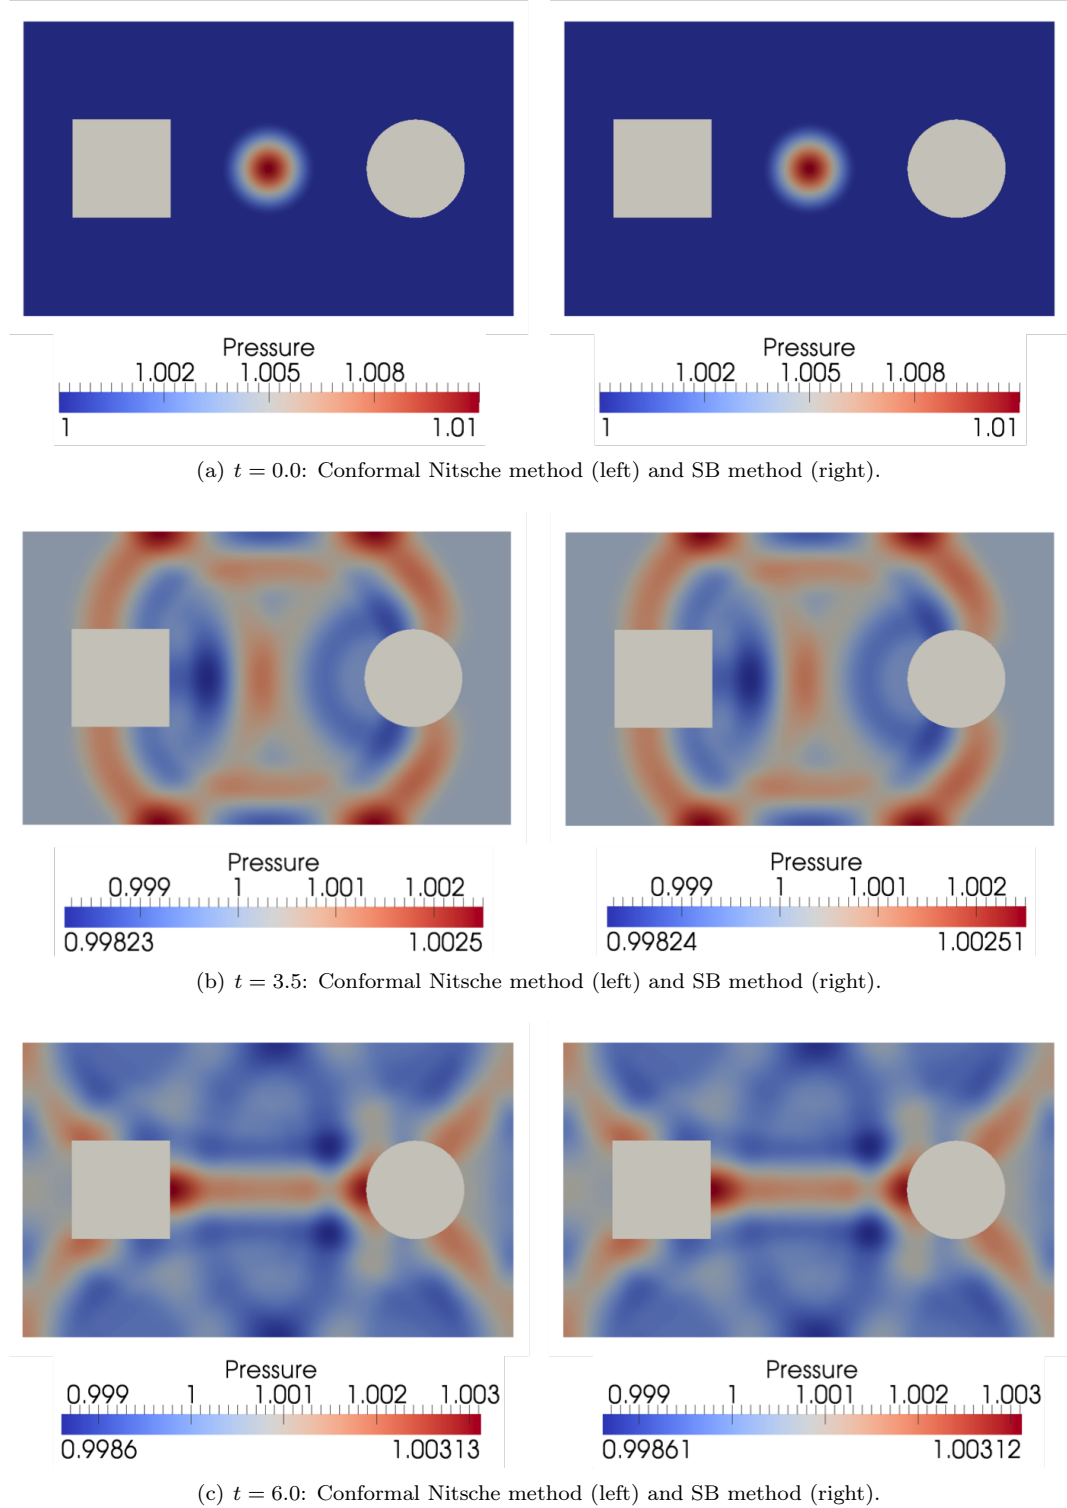 Pressure Pressure
1.002 1.005 1.008 1.002 1.005 1.008
1 1.01 1 1.01
(a) t = 0.0: Conformal Nitsche method (left) and SB method (right).
Pressure Pressure
0.999 1 1.001 1.002 0.999 1 1.001 1.002
0.99823 1.0025 0.99824 1.00251
(b) t = 3.5: Conformal Nitsche method (left) and SB method (right).
Pressure Pressure
0.999 1 1.001 1.002 1.003 0.999 1 1.001 1.002 1.003
0.9986 1.00313 0.99861 1.00312
(c) t = 6.0: Conformal Nitsche method (left) and SB method (right).